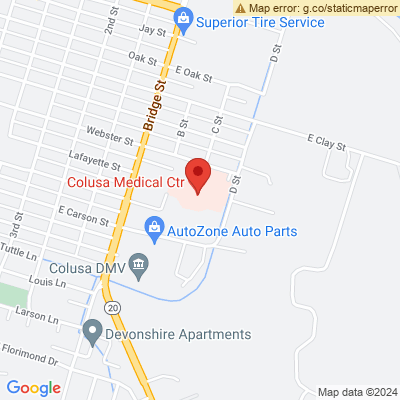 Map error: g.co/staticmaperror
Jay St
Superior Tire Service
2nd St
Oak St
E Oak St
D St
Bridge St
B St
C St
Webster St
E Clay St
Lafayette St
Colusa Medical Ctr
D St
3rd St
E Carson St
AutoZone Auto Parts
Tuttle Ln
Colusa DMV
Louis Ln
20
Larson Ln
Devonshire Apartments
Florimond Dr
Google
Map data ©2024